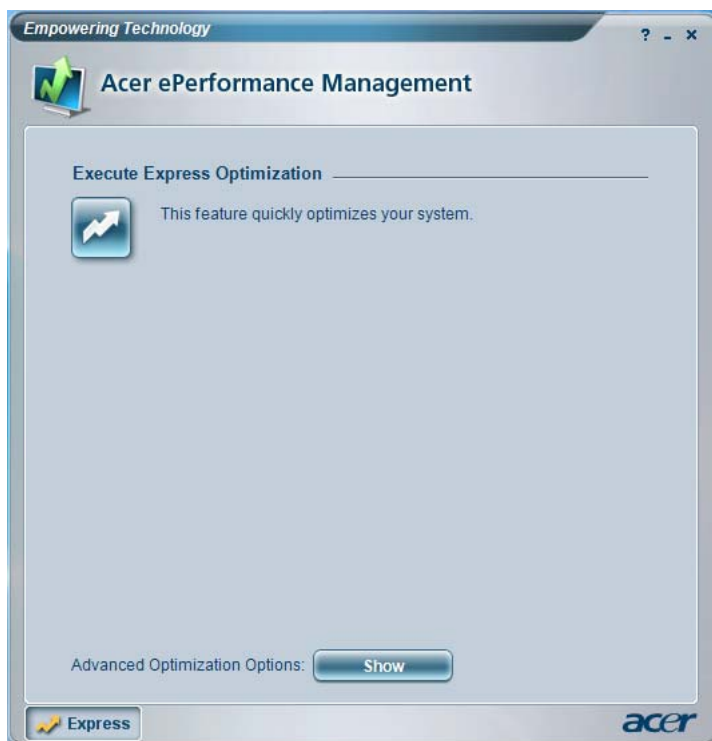 Empowering Technology
? - ×
Acer ePerformance Management
Execute Express Optimization
This feature quickly optimizes your system.
Advanced Optimization Options: Show
Express
acer